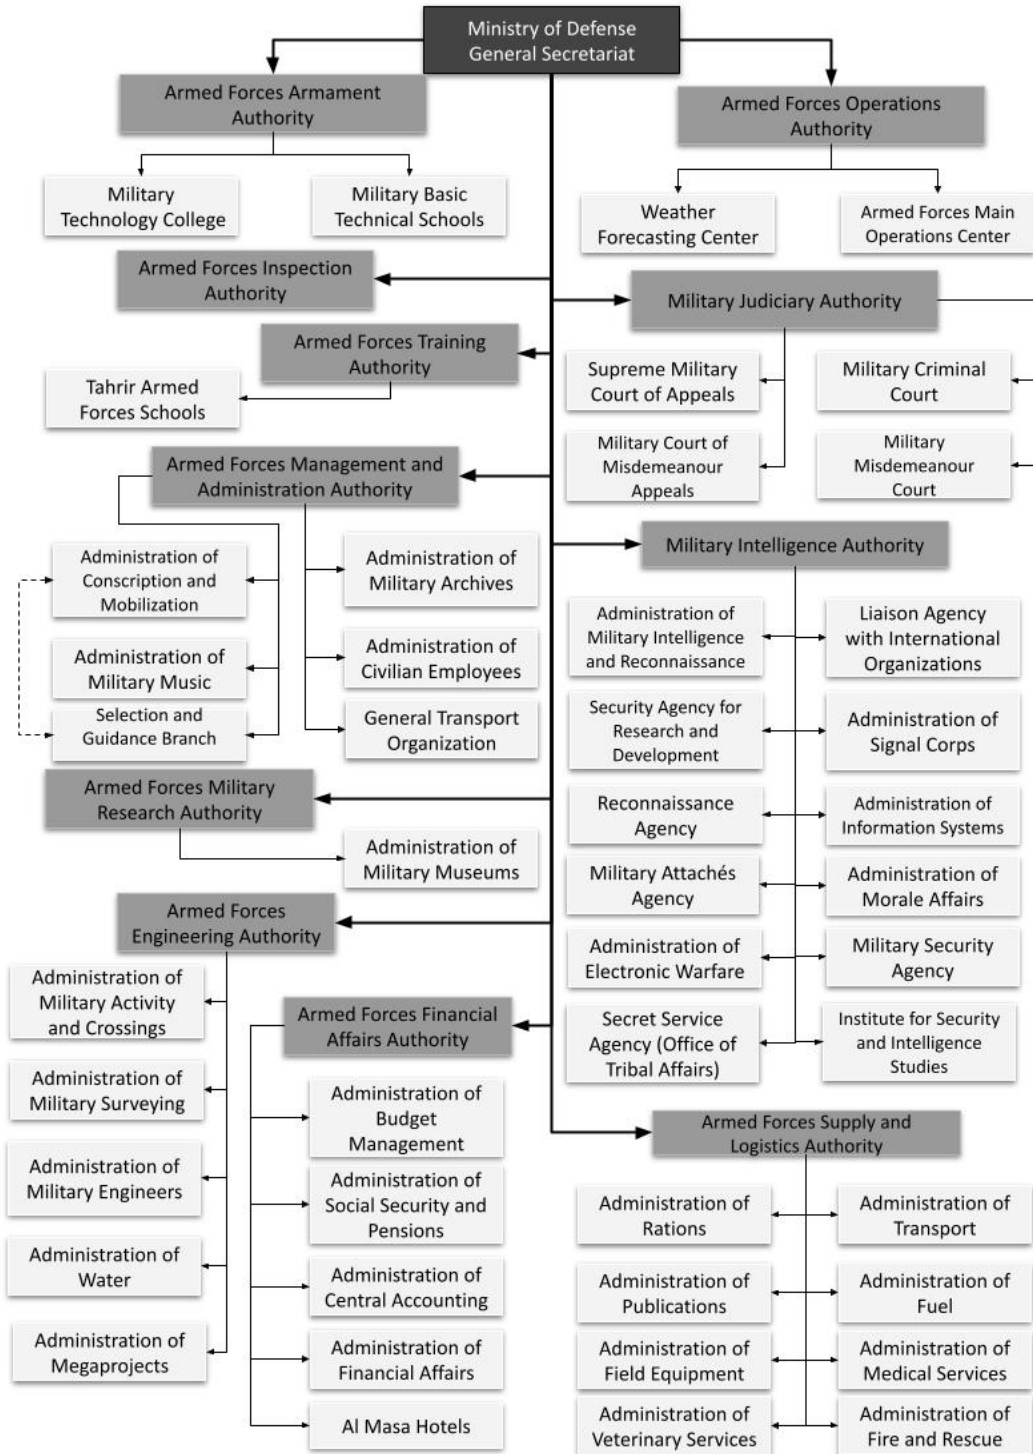 Ministry of Defense
General Secretariat
Armed Forces Armament
Authority
Military
Technology College
Military Basic
Technical Schools
Armed Forces Operations
Authority
Weather
Forecasting Center
Armed Forces Main
Operations Center
Armed Forces Inspection
Authority
Military Judiciary Authority
Supreme Military
Court of Appeals
Military Criminal
Court
Military Court of
Misdemeanour
Appeals
Military
Misdemeanour
Court
Armed Forces Training
Authority
Tahrir Armed
Forces Schools
Armed Forces Management and
Administration Authority
Administration of
Conscription and
Mobilization
Administration of
Military Music
Selection and
Guidance Branch
Administration of
Military Archives
Administration of
Civilian Employees
General Transport
Organization
Military Intelligence Authority
Administration of
Military Intelligence
and Reconnaissance
Liaison Agency
with International
Organizations
Security Agency for
Research and
Development
Administration of
Signal Corps
Reconnaissance
Agency
Administration of
Information Systems
Military Attachés
Agency
Administration of
Morale Affairs
Administration of
Electronic Warfare
Military Security
Agency
Secret Service
Agency (Office of
Tribal Affairs)
Institute for Security
and Intelligence
Studies
Armed Forces Military
Research Authority
Administration of
Military Museums
Armed Forces
Engineering Authority
Administration of
Military Activity
and Crossings
Administration of
Military Surveying
Administration of
Military Engineers
Administration of
Water
Administration of
Megaprojects
Armed Forces Financial
Affairs Authority
Administration of
Budget
Management
Administration of
Social Security and
Pensions
Administration of
Central Accounting
Administration of
Financial Affairs
Al Masa Hotels
Armed Forces Supply and
Logistics Authority
Administration of
Rations
Administration of
Transport
Administration of
Publications
Administration of
Fuel
Administration of
Field Equipment
Administration of
Medical Services
Administration of
Veterinary Services
Administration of
Fire and Rescue